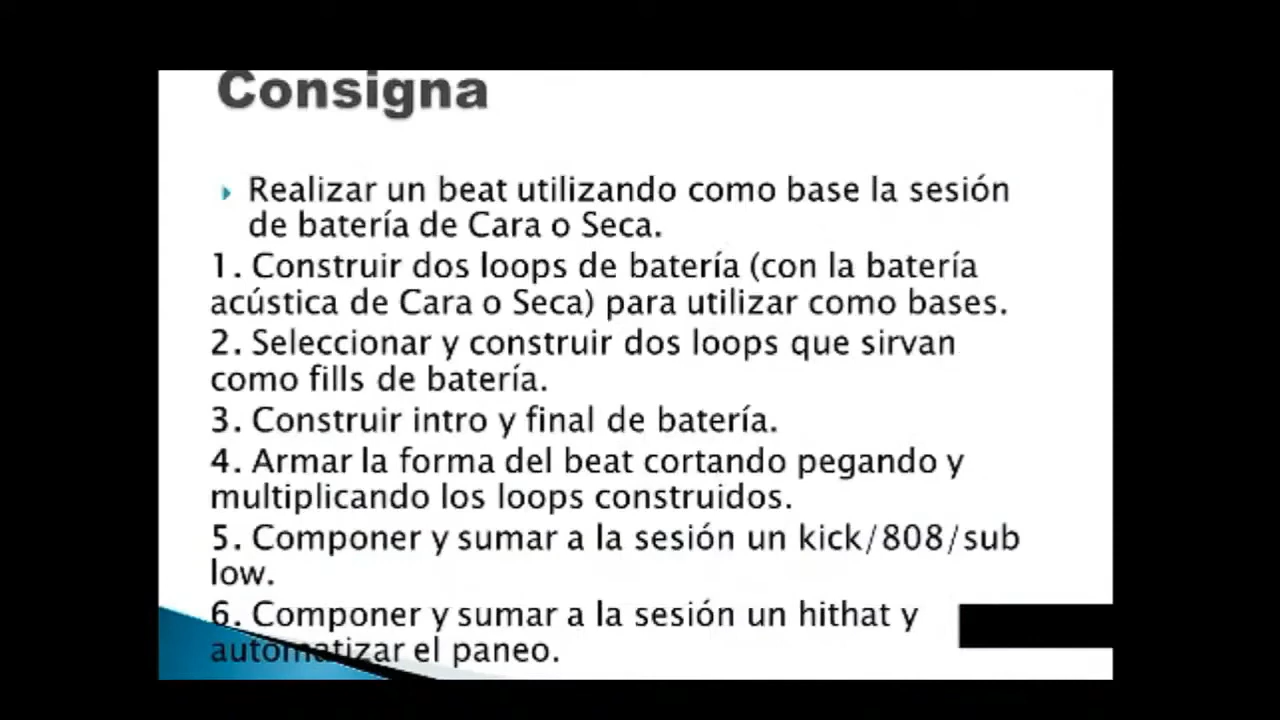 Consigna
Realizar un beat utilizando como base la sesión
de batería de Cara o Seca.
1. Construir dos loops de batería (con la batería
acústica de Cara o Seca) para utilizar como bases.
2. Seleccionar y construir dos loops que sirvan
como fills de batería.
3. Construir intro y final de batería.
4. Armar la forma del beat cortando pegando y
multiplicando los loops construidos.
5. Componer y sumar a la sesión un kick/808/sub
low.
6. Componer y sumar a la sesión un hithat y
automatizar el paneo.